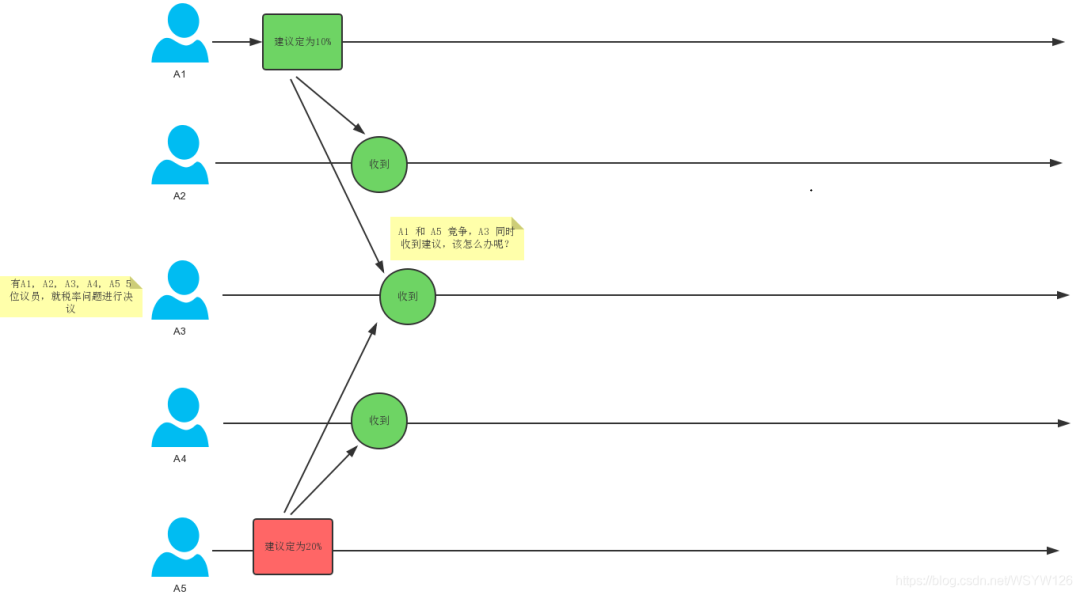 建议定为10%
A1
收到
A2
A1 和 A5 竞争，A3 同时
收到建议，该怎么办呢？
有A1, A2, A3, A4, A5 5
位议员，就税率问题进行决
议
收到
A3
收到
A4
建议定为20%
A5
https://blog.csdn.net/WSYW126